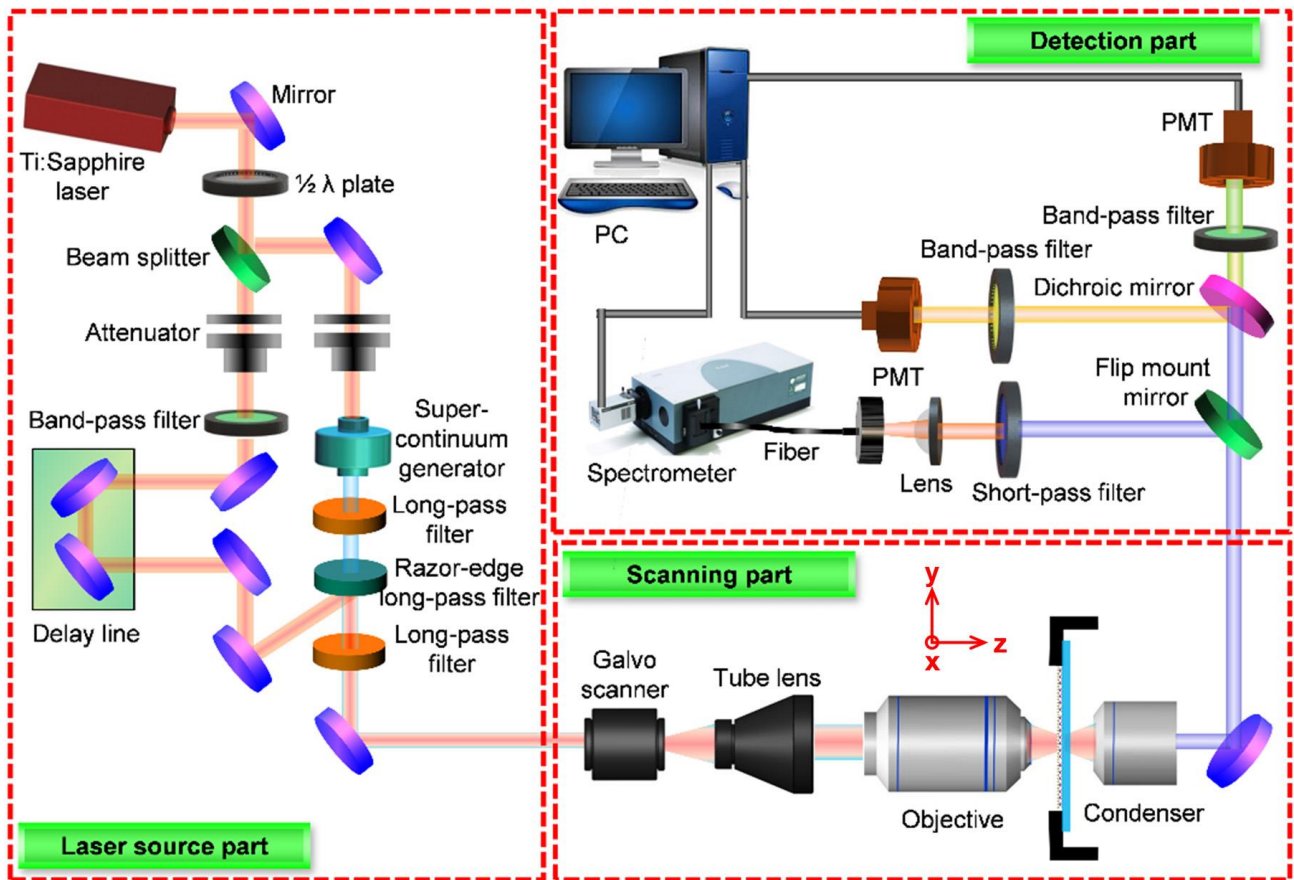 Detection part
Mirror
Ti:Sapphire
laser
½ λ plate
Beam splitter
Attenuator
Band-pass filter
Super-
continuum
generator
Long-pass
filter
Razor-edge
long-pass filter
Long-pass
filter
Delay line
Laser source part
PC
PMT
Band-pass filter
Band-pass filter
Dichroic mirror
PMT
Flip mount
mirror
Spectrometer
Fiber
Lens
Short-pass filter
Scanning part
y
z
x
Galvo
scanner
Tube lens
Objective
Condenser